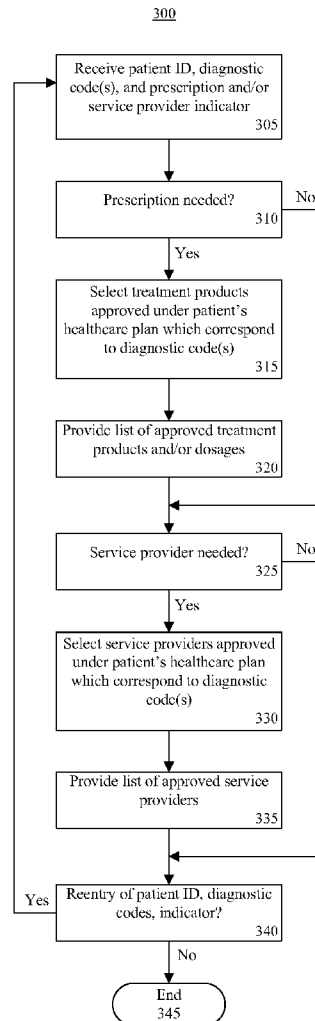 300
Receive patient ID, diagnostic
code(s), and prescription and/or
service provider indicator
305
Prescription needed?
310
No
Yes
Select treatment products
approved under patient's
healthcare plan which correspond
to diagnostic code(s)
315
Provide list of approved treatment
products and/or dosages
320
Service provider needed?
325
No
Yes
Select service providers approved
under patient's healthcare plan
which correspond to diagnostic
code(s)
330
Provide list of approved service
providers
335
Yes
Reentry of patient ID, diagnostic
codes, indicator?
340
No
End
345